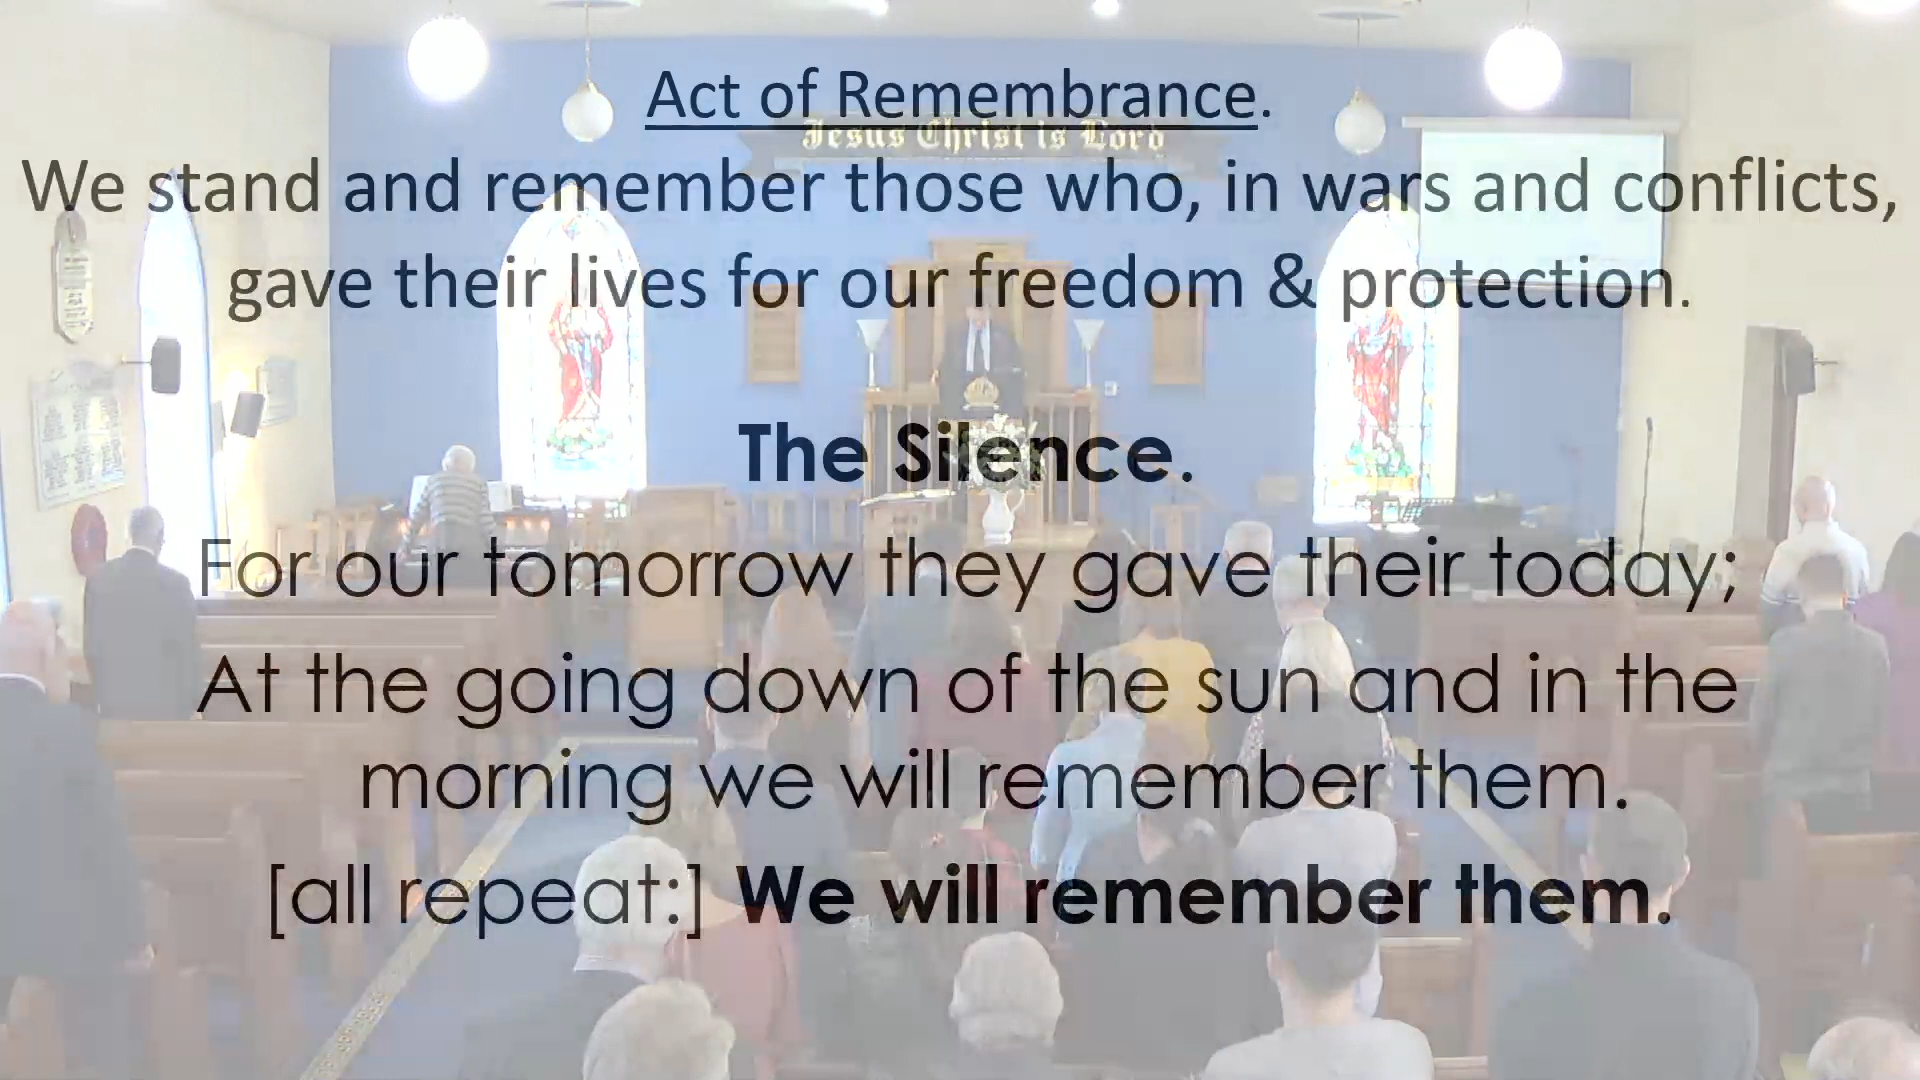 Act of Remembrance.
Jesus Christ is Lord
We stand and remember those who, in wars and conflicts,
gave their lives for our freedom & protection.
The Silence.
For our tomorrow they gave their today;
At the going down of the sun and in the
morning we will remember them.
[all repeat:] We will remember them.